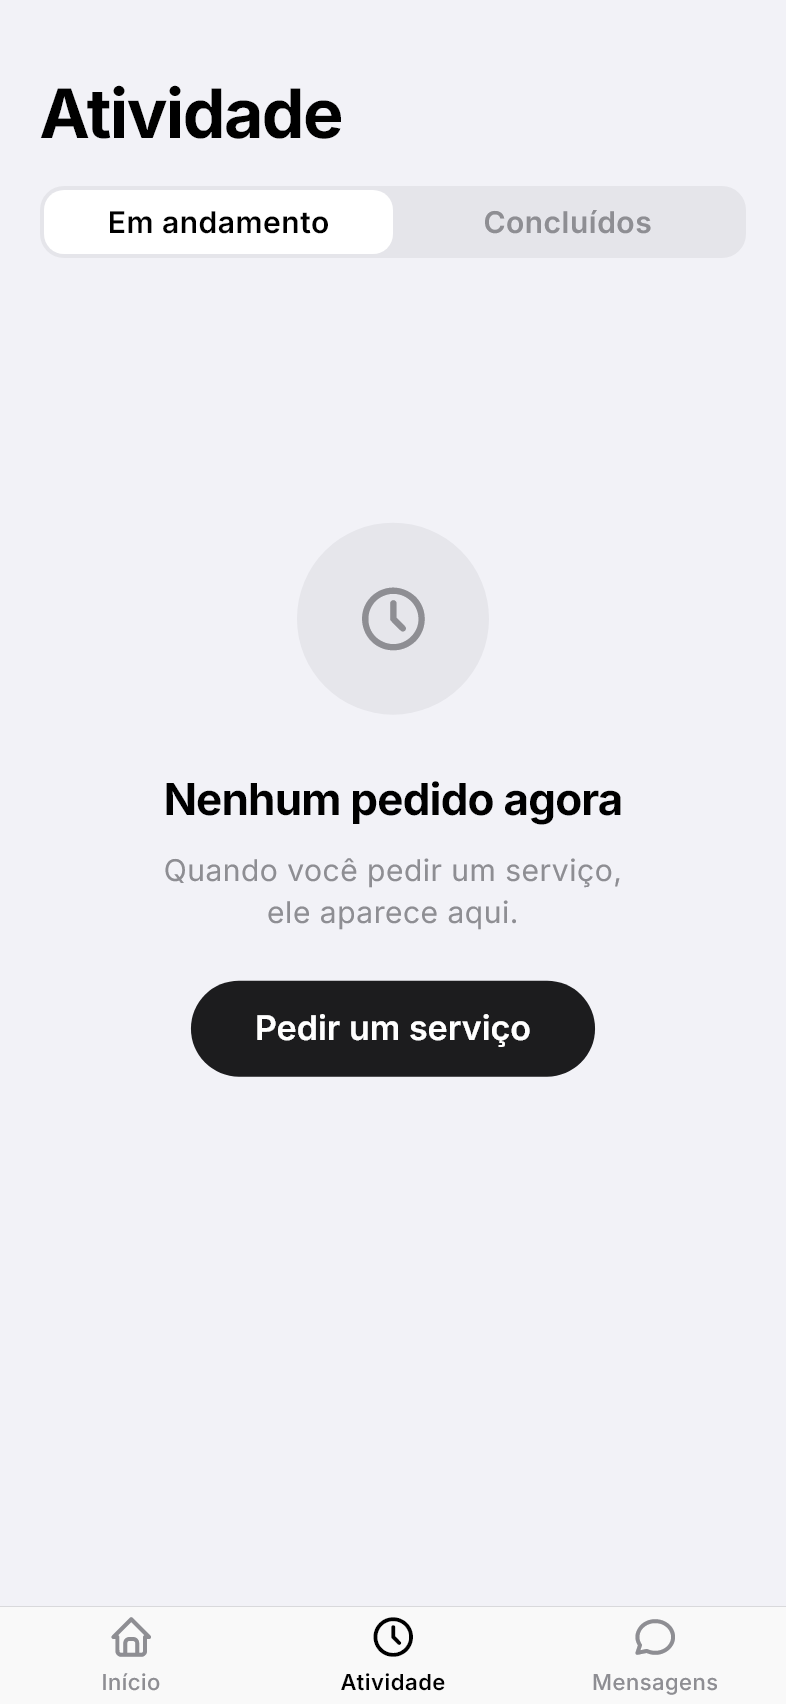 Atividade
Em andamento
Concluídos
Nenhum pedido agora
Quando você pedir um serviço,
ele aparece aqui.
Pedir um serviço
Início
Atividade
Mensagens